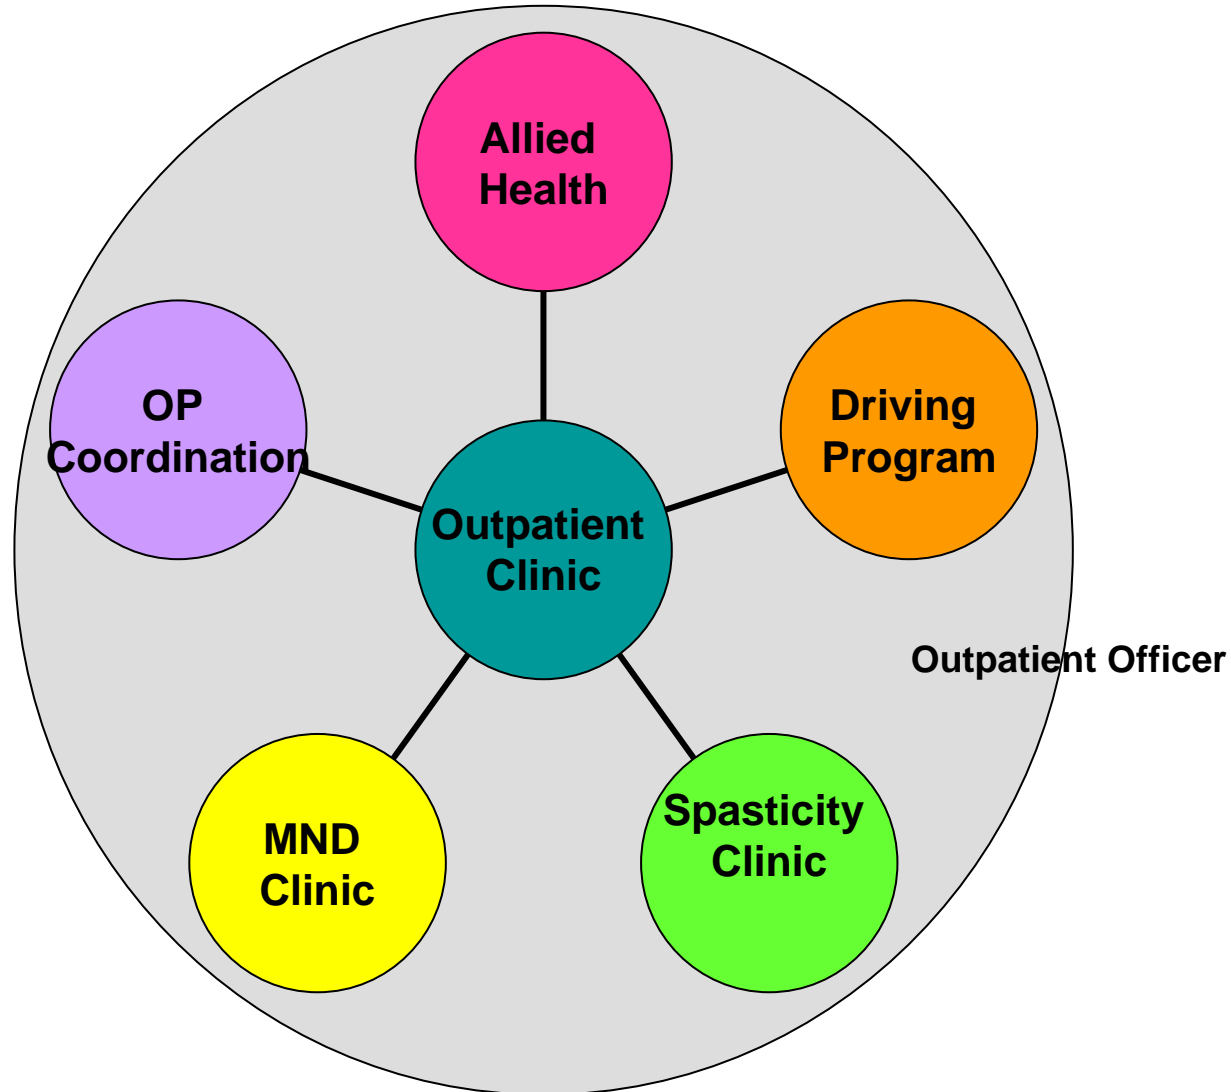 Allied
Health
OP
Coordination
Driving
Program
Outpatient
Clinic
Outpatient Officer
MND
Clinic
Spasticity
Clinic